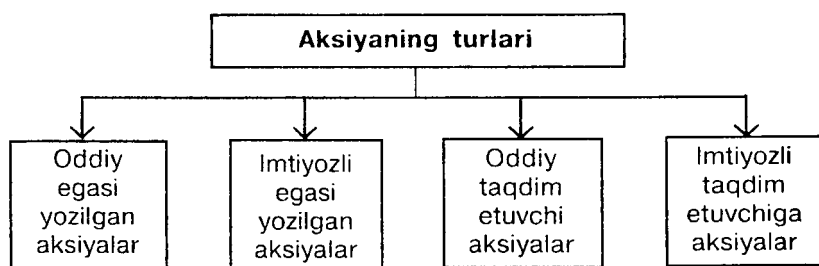 Aksiyaning turlari
Oddiy
egasi
yozilgan
aksiyalar
Imtiyozli
egasi
yozilgan
aksiyalar
Oddiy
taqdim
etuvchi
aksiyalar
Imtiyozli
taqdim
etuvchiga
aksiyalar